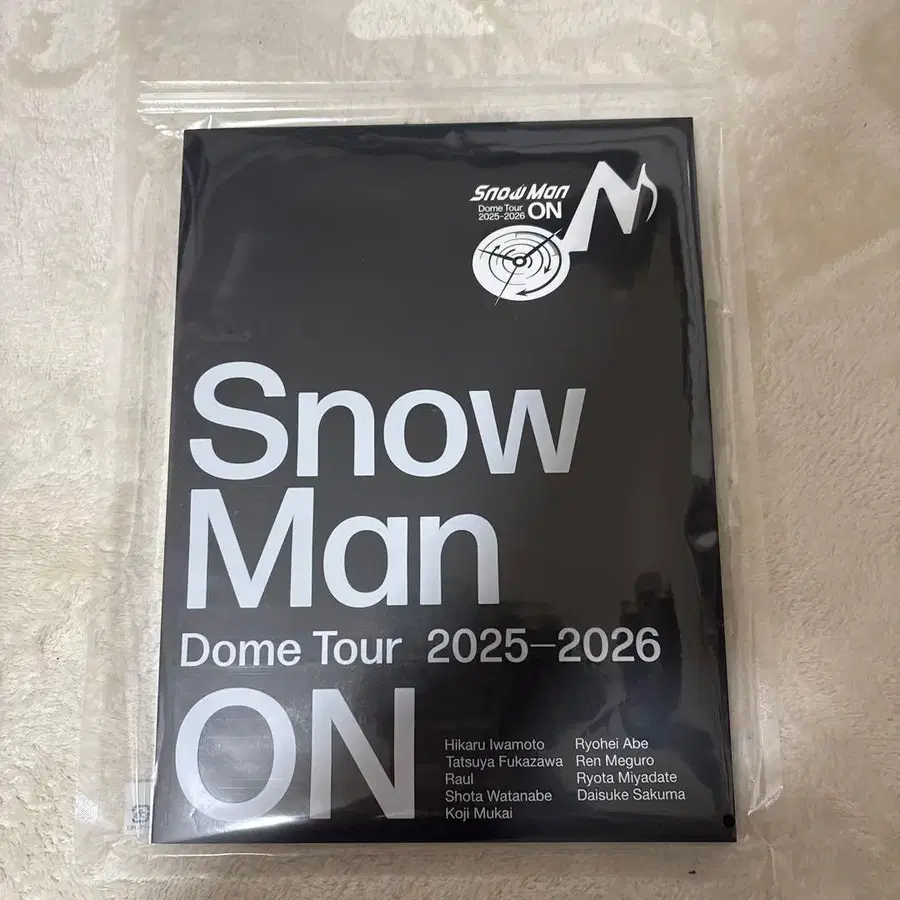 Snow Man
Dome Tour
2025-2026 ON
Snow
Man
Dome Tour 2025–2026
ON
Hikaru Iwamoto
Tatsuya Fukazawa
Raul
Shota Watanabe
Koji Mukai
Ryohei Abe
Ren Meguro
Ryota Miyadate
Daisuke Sakuma